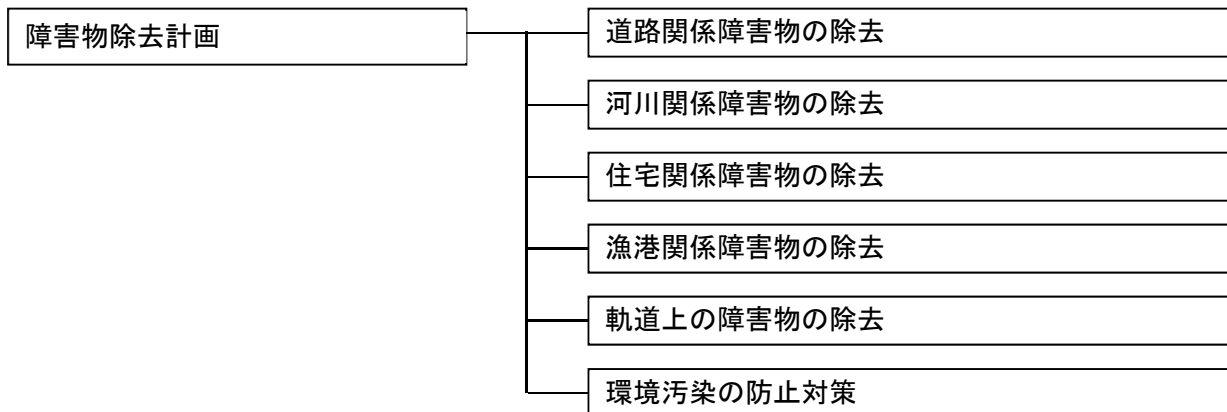 障害物除去計画
道路関係障害物の除去
河川関係障害物の除去
住宅関係障害物の除去
漁港関係障害物の除去
軌道上の障害物の除去
環境汚染の防止対策